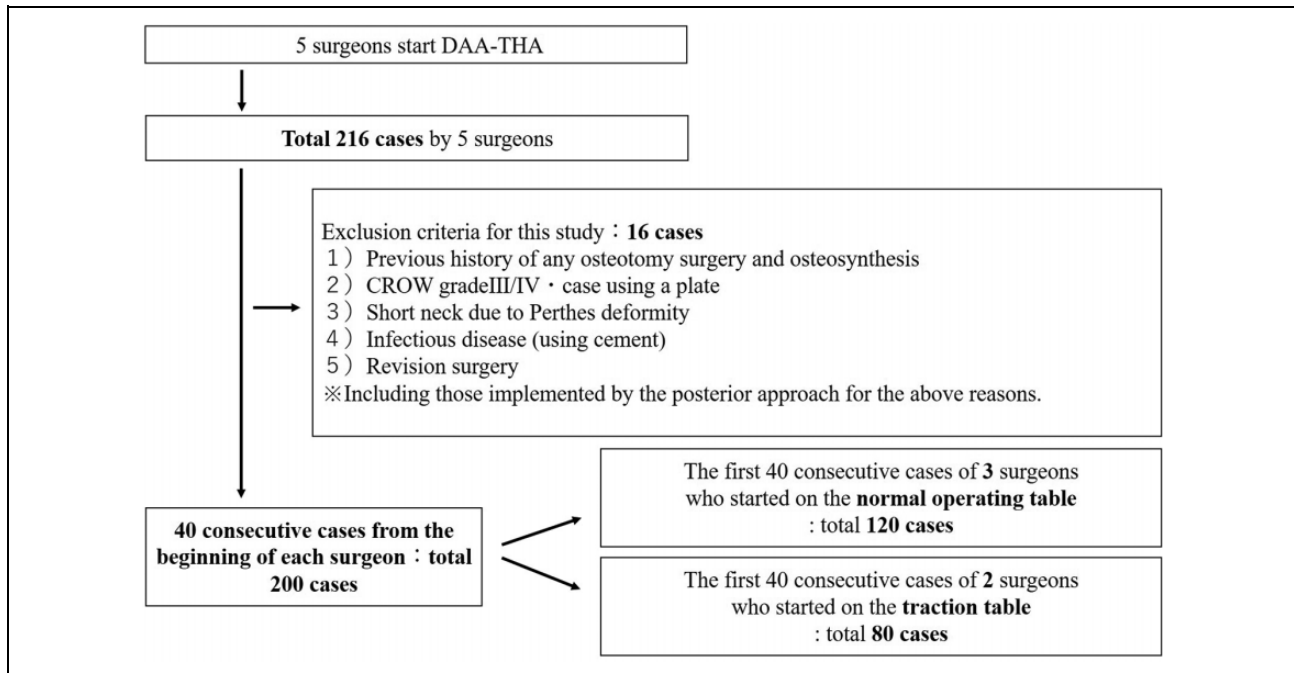 5 surgeons start DAA-THA
Total 216 cases by 5 surgeons
Exclusion criteria for this study：16 cases
１）Previous history of any osteotomy surgery and osteosynthesis
２）CROW gradeIII/IV・case using a plate
３）Short neck due to Perthes deformity
４）Infectious disease (using cement)
５）Revision surgery
※Including those implemented by the posterior approach for the above reasons.
40 consecutive cases from the
beginning of each surgeon：total
200 cases
The first 40 consecutive cases of 3 surgeons
who started on the normal operating table
: total 120 cases
The first 40 consecutive cases of 2 surgeons
who started on the traction table
: total 80 cases